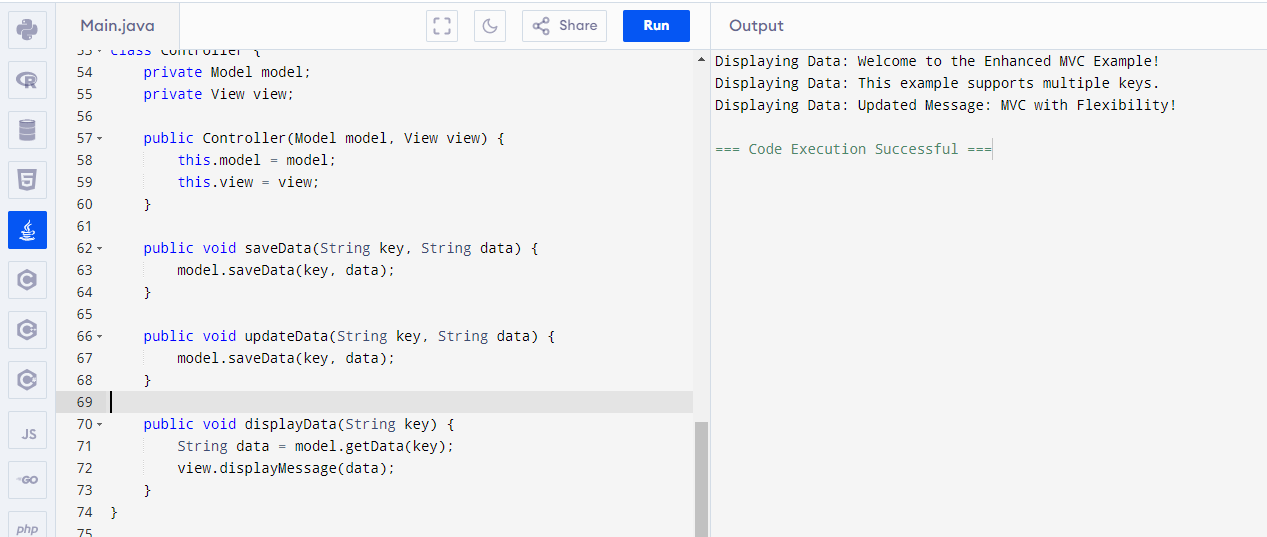 Main.java
Share
Run
Output
53 class Controller {
54     private Model model;
55     private View view;
56
57     public Controller(Model model, View view) {
58         this.model = model;
59         this.view = view;
60     }
61
62     public void saveData(String key, String data) {
63         model.saveData(key, data);
64     }
65
66     public void updateData(String key, String data) {
67         model.saveData(key, data);
68     }
69
70     public void displayData(String key) {
71         String data = model.getData(key);
72         view.displayMessage(data);
73     }
74 }
75
Displaying Data: Welcome to the Enhanced MVC Example!
Displaying Data: This example supports multiple keys.
Displaying Data: Updated Message: MVC with Flexibility!
=== Code Execution Successful ===
R
5
C
C
C
JS
GO
php